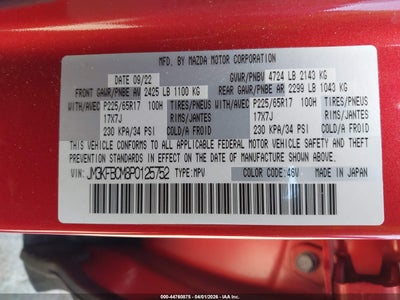 MFD. BY MAZDA MOTOR CORPORATION
DATE 09/22 GVWR/PNBV 4724 LB 2143 KG
FRONT GAWR/PNBE AV 2425 LB 1100 KG REAR GAWR/PNBE AR 2299 LB 1043 KG
WITH/AVEC P225/65R17 100H TIRES/PNEUS WITH/AVEC P225/65R17 100H TIRES/PNEUS
17X7J RIMS/JANTES 17X7J RIMS/JANTES
230 KPA/34 PSI COLD/A FROID 230 KPA/34 PSI COLD/A FROID
THIS VEHICLE CONFORMS TO ALL APPLICABLE FEDERAL MOTOR VEHICLE SAFETY
BUMPER, AND THEFT PREVENTION STANDARDS IN EFFECT ON THE DATE OF
MANUFACTURE SHOWN ABOVE.
VIN: JM3KFBCM8P0125752 TYPE:MPV COLOR CODE: 46V MADE IN JAPAN
000-44760875 - 04/01/2026 - IAA Inc.